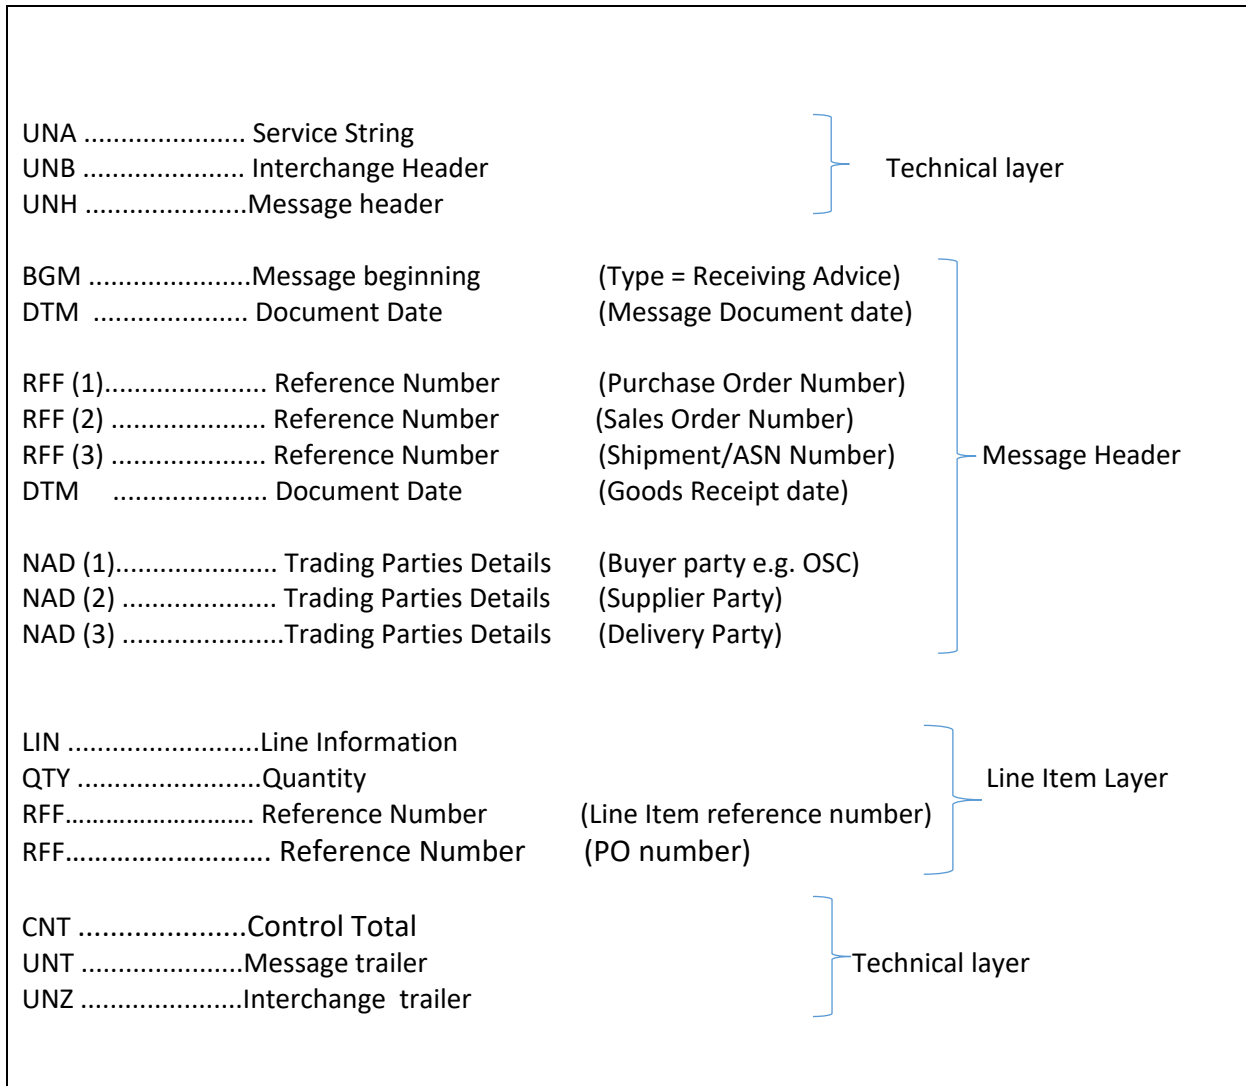 UNA ...................... Service String
UNB ...................... Interchange Header Technical layer
UNH ......................Message header
BGM ......................Message beginning (Type = Receiving Advice)
DTM ..................... Document Date (Message Document date)
RFF (1)...................... Reference Number (Purchase Order Number)
RFF (2) ..................... Reference Number (Sales Order Number)
RFF (3) ..................... Reference Number (Shipment/ASN Number) Message Header
DTM ..................... Document Date (Goods Receipt date)
NAD (1)...................... Trading Parties Details (Buyer party e.g. OSC)
NAD (2) ..................... Trading Parties Details (Supplier Party)
NAD (3) ......................Trading Parties Details (Delivery Party)
LIN ..........................Line Information
QTY .........................Quantity Line Item Layer
RFF............................. Reference Number (Line Item reference number)
RFF............................. Reference Number (PO number)
CNT ......................Control Total
UNT ......................Message trailer Technical layer
UNZ ......................Interchange trailer